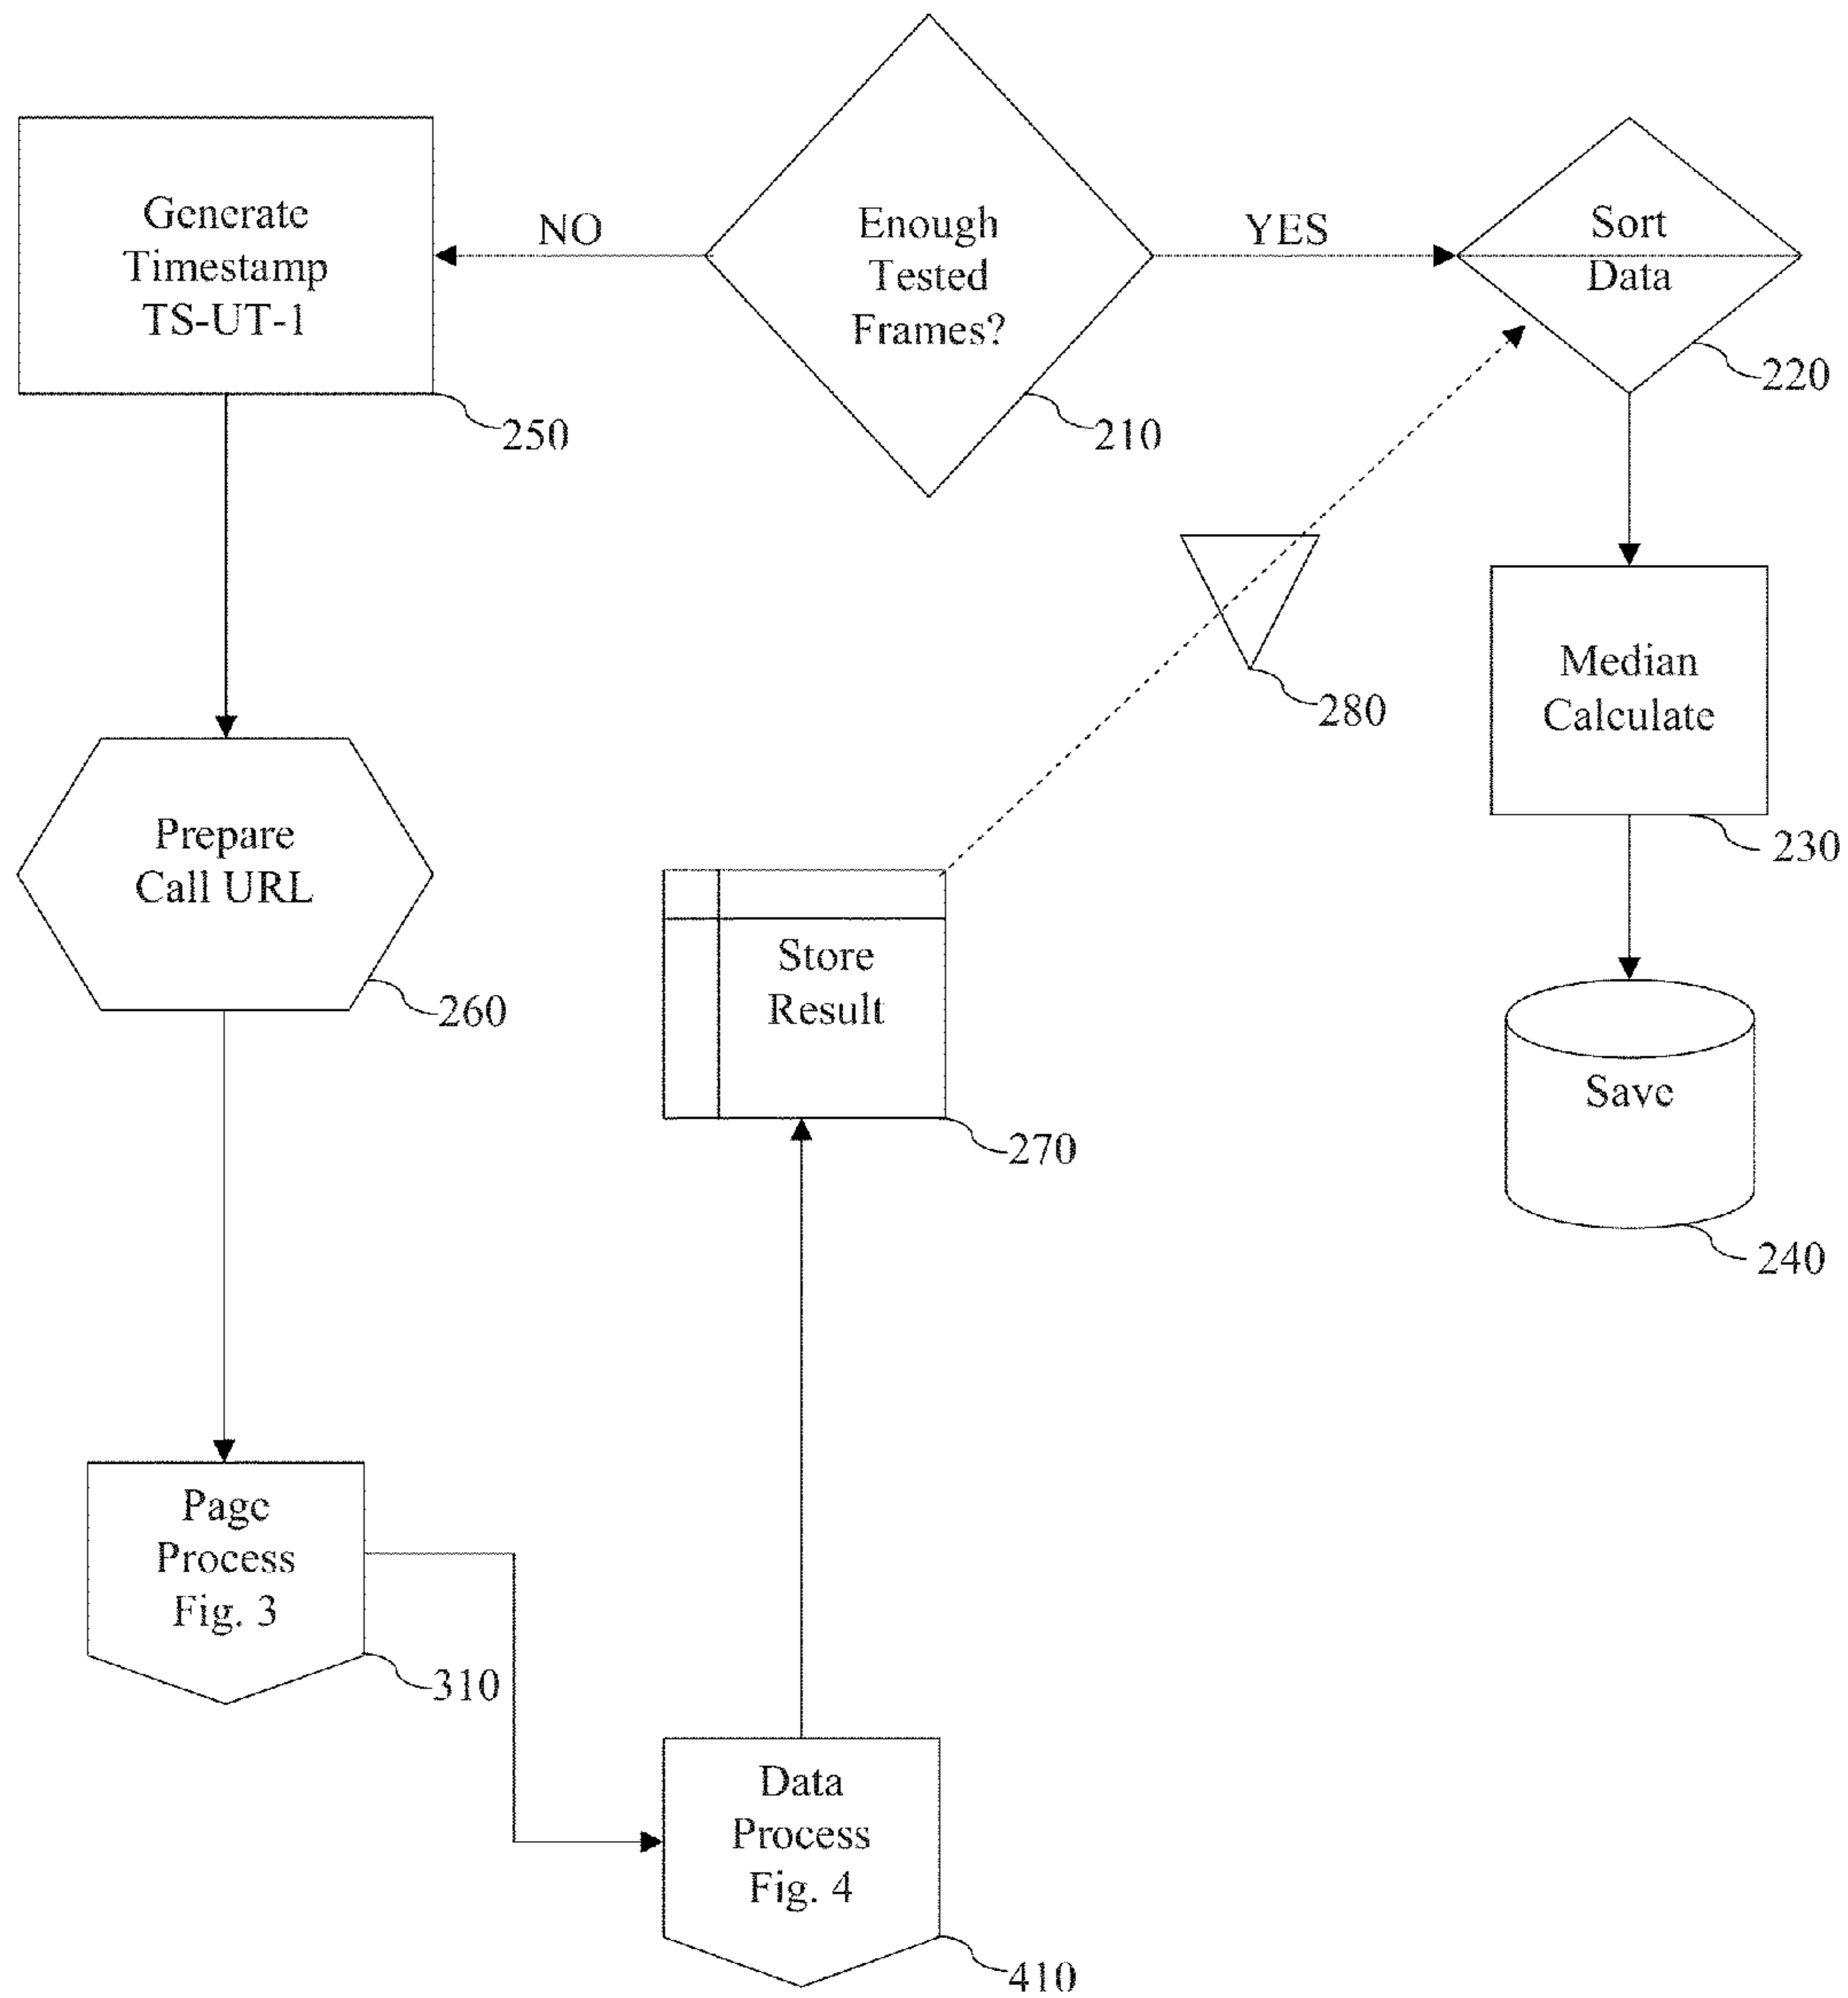 Generate
Timestamp
TS-UT-1
250
NO
Enough
Tested
Frames?
210
YES
Sort
Data
220
280
Median
Calculate
230
Prepare
Call URL
260
Store
Result
270
Save
240
Page
Process
Fig. 3
310
Data
Process
Fig. 4
410